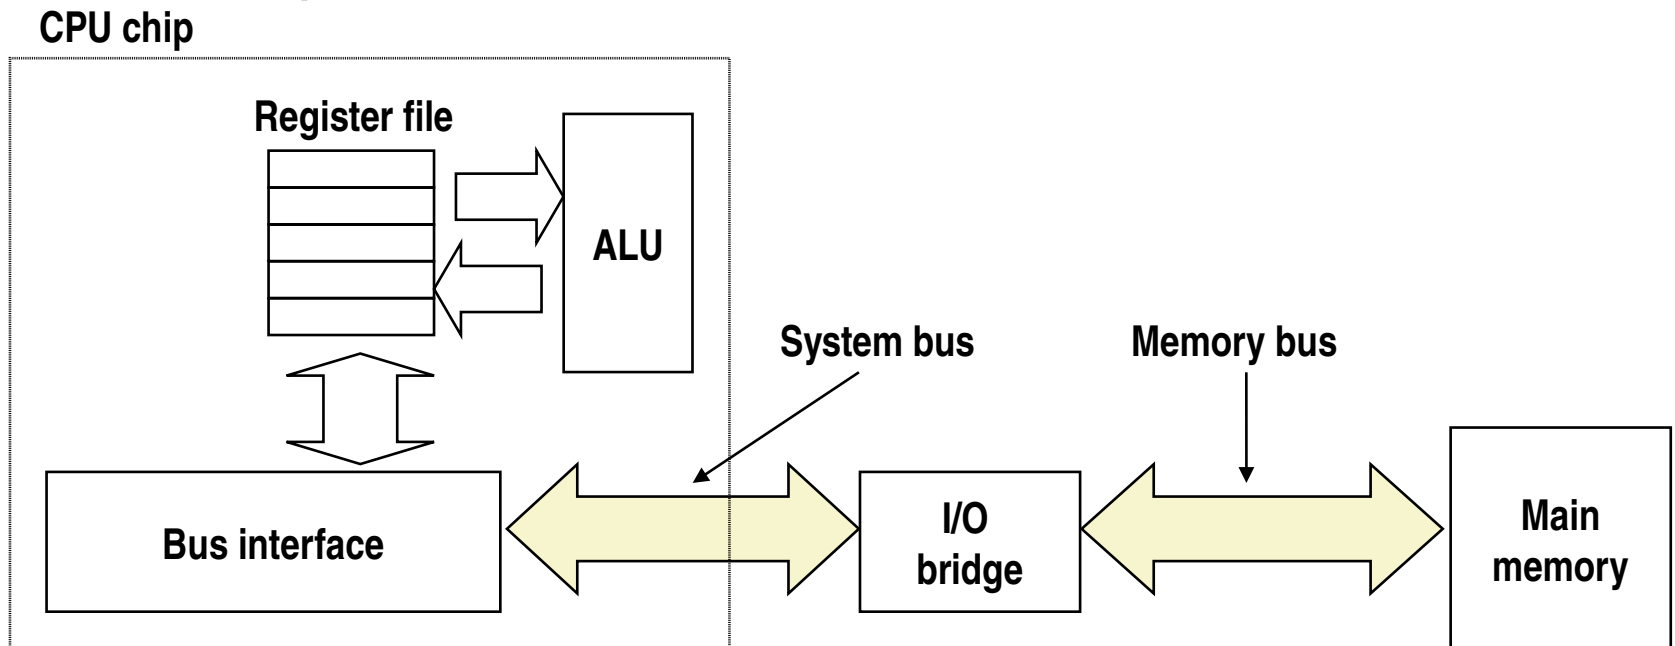 CPU chip
Register file
ALU
System bus
Memory bus
Bus interface
I/O
bridge
Main
memory